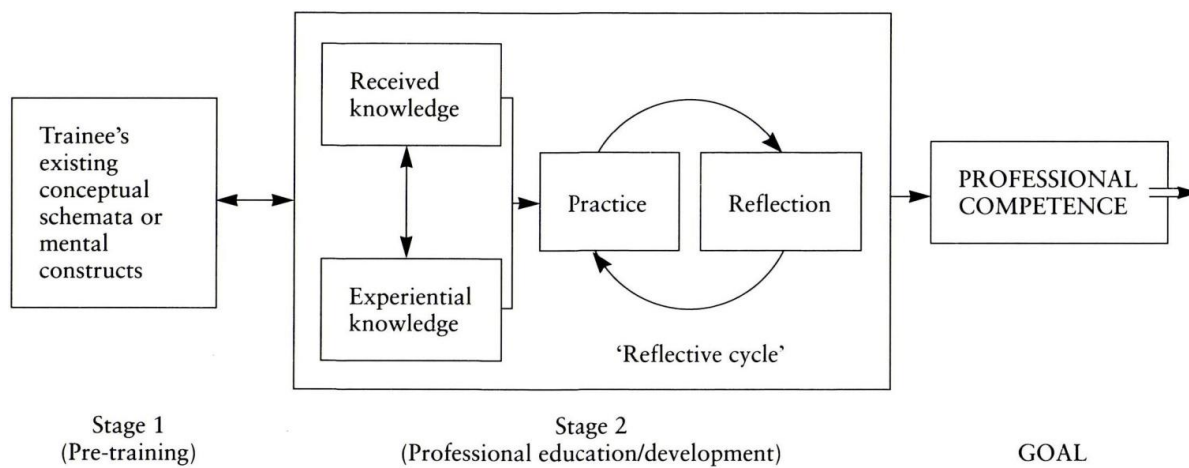 Trainee's
existing
conceptual
schemata or
mental
constructs
Received
knowledge
Experiential
knowledge
Practice
Reflection
'Reflective cycle'
PROFESSIONAL
COMPETENCE
Stage 1
(Pre-training)
Stage 2
(Professional education/development)
GOAL